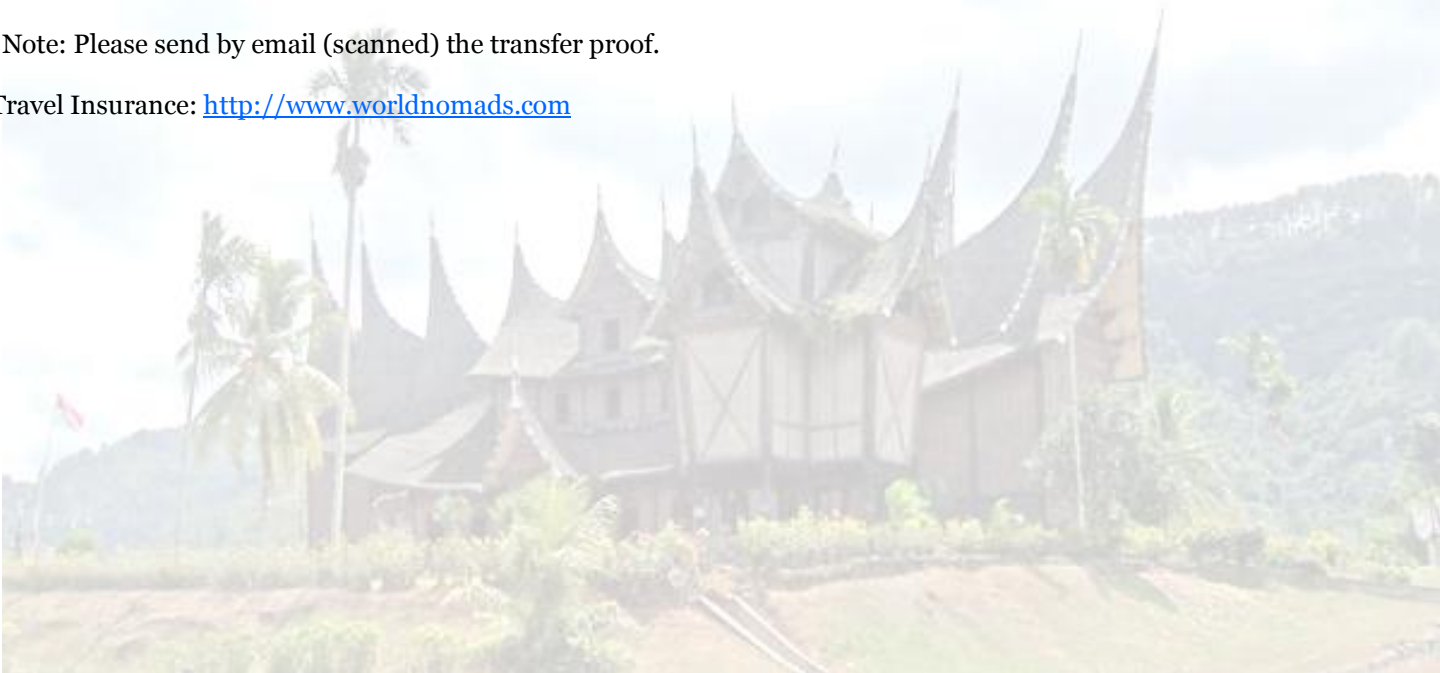 Note: Please send by email (scanned) the transfer proof.
Travel Insurance: http://www.worldnomads.com